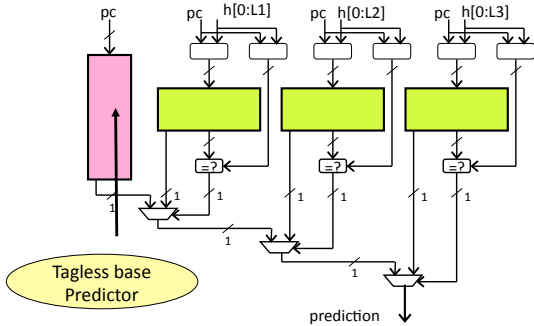 pc
pc h[0:L1]
pc h[0:L2]
pc h[0:L3]
=?
=?
=?
1
1
1
1
1
1
1
1
1
Tagless base
Predictor
prediction